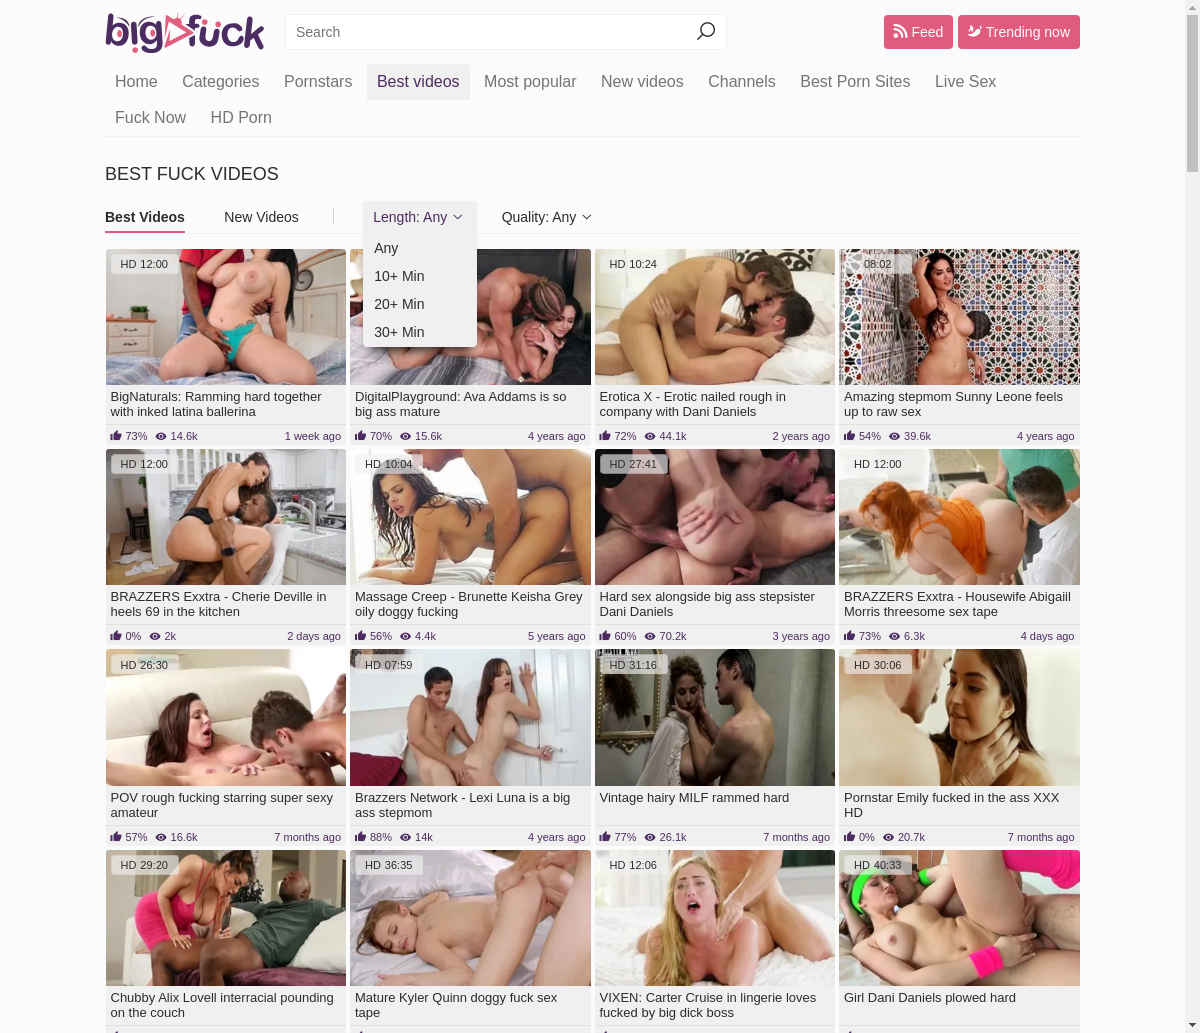 bigfuck
Search
Feed
Trending now
Home Categories Pornstars Best videos Most popular New videos Channels Best Porn Sites Live Sex
Fuck Now HD Porn
BEST FUCK VIDEOS
Best Videos New Videos Length: Any Quality: Any
Any
10+ Min
20+ Min
30+ Min
HD 12:00
HD 10:24
08:02
BigNaturals: Ramming hard together
with inked latina ballerina
73% 14.6k 1 week ago
DigitalPlayground: Ava Addams is so
big ass mature
70% 15.6k 4 years ago
Erotica X - Erotic nailed rough in
company with Dani Daniels
72% 44.1k 2 years ago
Amazing stepmom Sunny Leone feels
up to raw sex
54% 39.6k 4 years ago
HD 12:00
HD 10:04
HD 27:41
HD 12:00
BRAZZERS Exxtra - Cherie Deville in
heels 69 in the kitchen
0% 2k 2 days ago
Massage Creep - Brunette Keisha Grey
oily doggy fucking
56% 4.4k 5 years ago
Hard sex alongside big ass stepsister
Dani Daniels
60% 70.2k 3 years ago
BRAZZERS Exxtra - Housewife Abigaiil
Morris threesome sex tape
73% 6.3k 4 days ago
HD 26:30
HD 07:59
HD 31:16
HD 30:06
POV rough fucking starring super sexy
amateur
57% 16.6k 7 months ago
Brazzers Network - Lexi Luna is a big
ass stepmom
88% 14k 4 years ago
Vintage hairy MILF rammed hard
77% 26.1k 7 months ago
Pornstar Emily fucked in the ass XXX
HD
0% 20.7k 7 months ago
HD 29:20
HD 36:35
HD 12:06
HD 40:33
Chubby Alix Lovell interracial pounding
on the couch
Mature Kyler Quinn doggy fuck sex
tape
VIXEN: Carter Cruise in lingerie loves
fucked by big dick boss
Girl Dani Daniels plowed hard